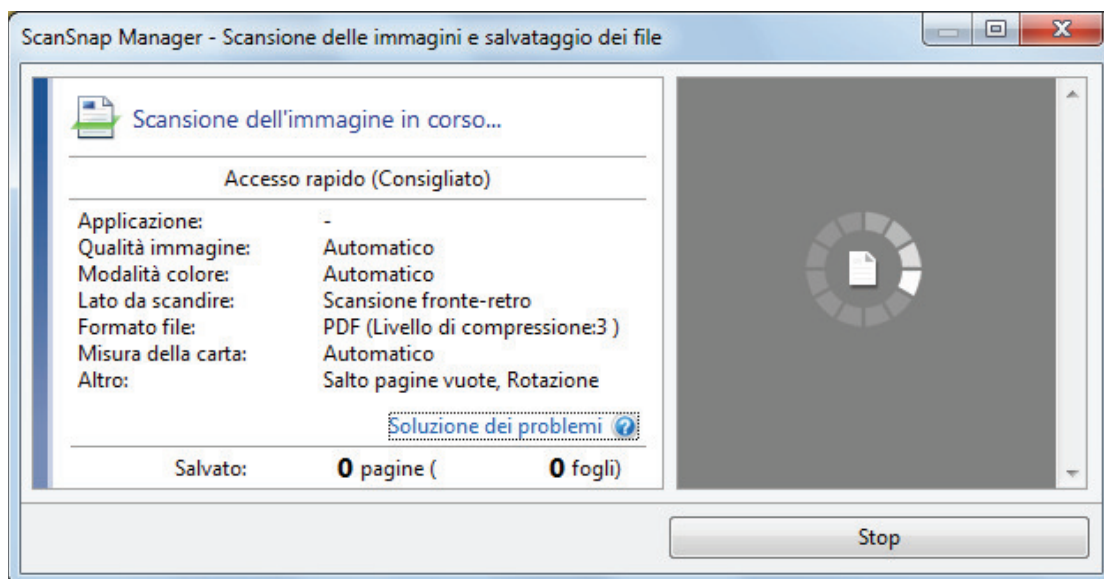 ScanSnap Manager - Scansione delle immagini e salvataggio dei file
Scansione dell'immagine in corso...
Accesso rapido (Consigliato)
Applicazione: -
Qualità immagine: Automatico
Modalità colore: Automatico
Lato da scandire: Scansione fronte-retro
Formato file: PDF (Livello di compressione:3 )
Misura della carta: Automatico
Altro: Salto pagine vuote, Rotazione
Soluzione dei problemi ?
Salvato: 0 pagine ( 0 fogli)
Stop